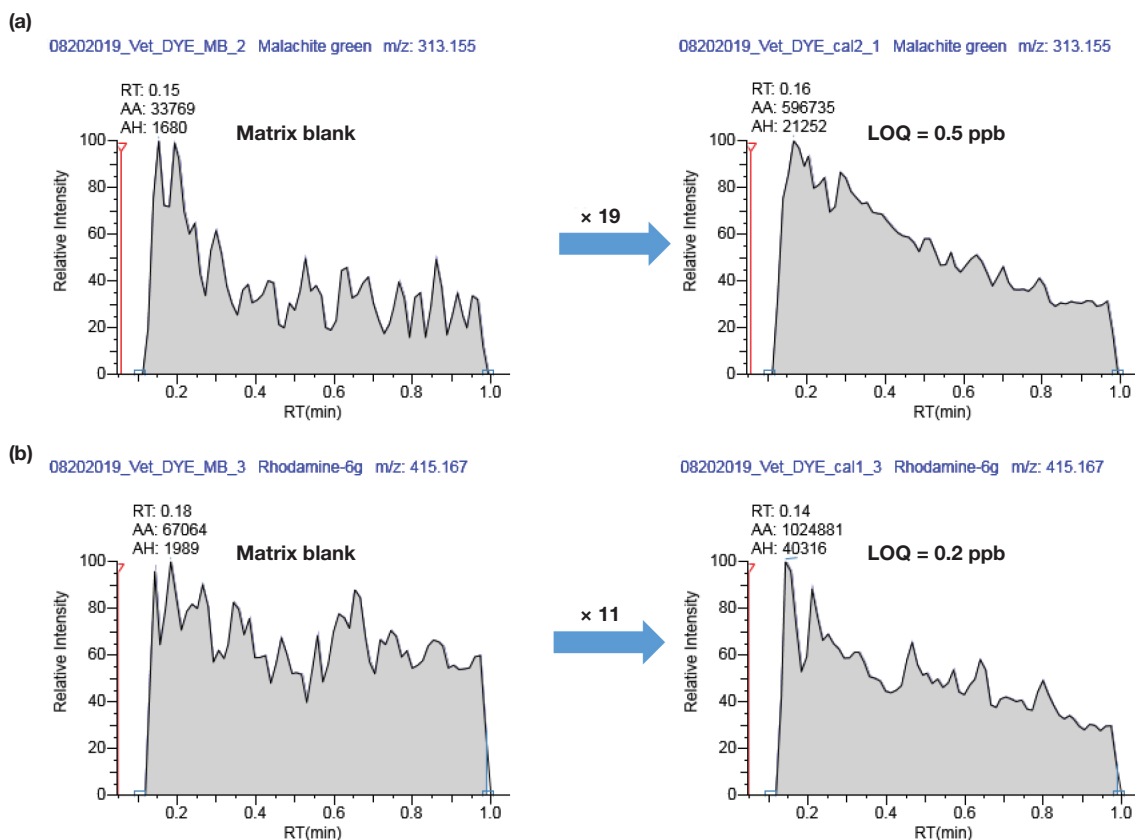 (a)
08202019_Vet_DYE_MB_2 Malachite green m/z: 313.155
RT: 0.15
AA: 33769
AH: 1680
Matrix blank
100
80
60
40
20
0
Relative Intensity
0.2 0.4 0.6 0.8 1.0
RT(min)
× 19
08202019_Vet_DYE_cal2_1 Malachite green m/z: 313.155
RT: 0.16
AA: 596735
AH: 21252
LOQ = 0.5 ppb
100
80
60
40
20
0
Relative Intensity
0.2 0.4 0.6 0.8 1.0
RT(min)
(b)
08202019_Vet_DYE_MB_3 Rhodamine-6g m/z: 415.167
RT: 0.18
AA: 67064
AH: 1989
Matrix blank
100
80
60
40
20
0
Relative Intensity
0.2 0.4 0.6 0.8 1.0
RT(min)
× 11
08202019_Vet_DYE_cal1_3 Rhodamine-6g m/z: 415.167
RT: 0.14
AA: 1024881
AH: 40316
LOQ = 0.2 ppb
100
80
60
40
20
0
Relative Intensity
0.2 0.4 0.6 0.8 1.0
RT(min)